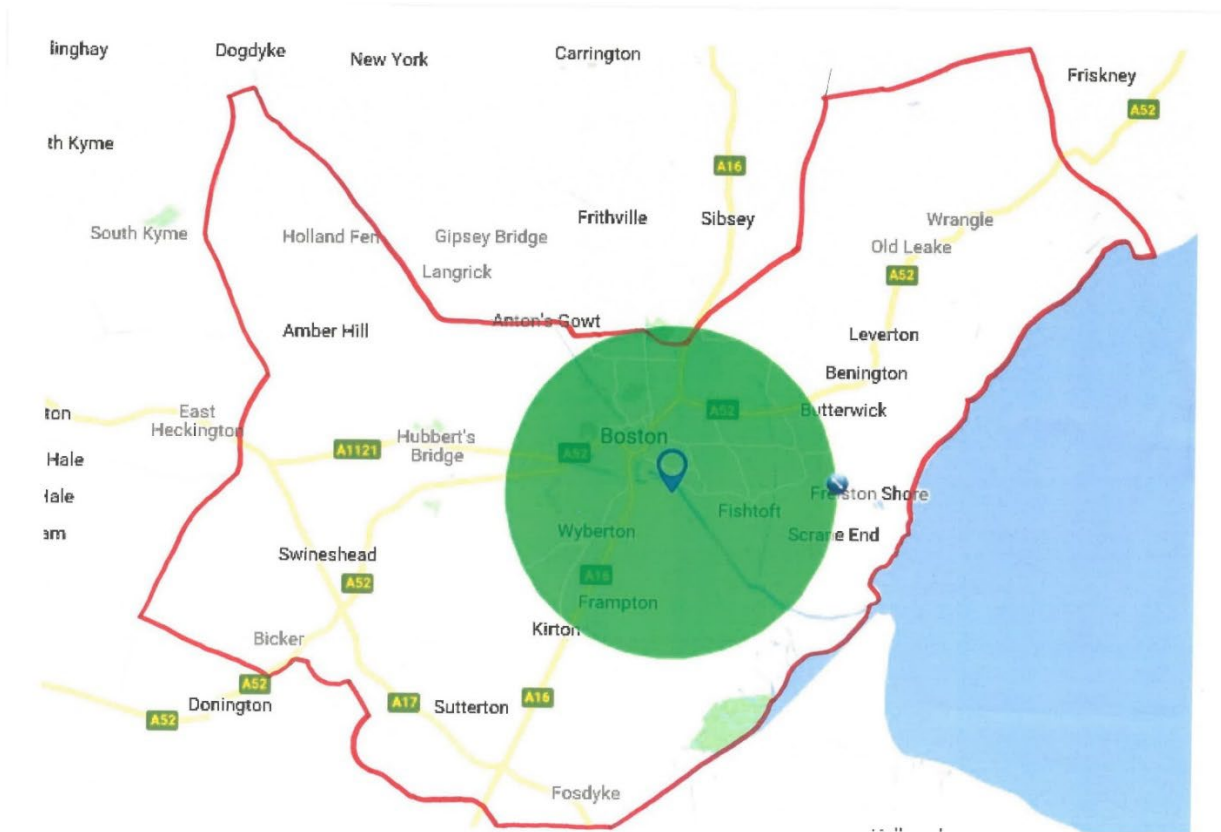 linghay
Dogdyke
New York
Carrington
Friskney
A52
th Kyme
A16
South Kyme
Holland Fen
Gipsey Bridge
Frithville
Sibsey
Wrangle
Old Leake
Langrick
A52
Anton's Gowt
Amber Hill
Leverton
Benington
ton
East
Heckington
A52
Butterwick
Boston
Hubbert's
Bridge
A1121
A52
Hale
Hale
Freiston Shore
Fishtoft
am
Wyberton
Scrane End
Swineshead
A52
A16
Frampton
Kirton
Bicker
A52
Donington
A52
A17
Sutterton
A16
Fosdyke